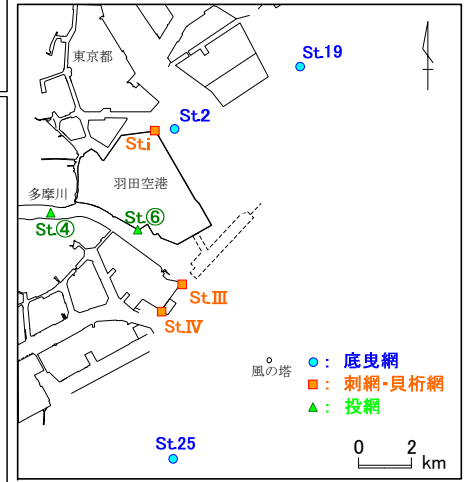 東京都
St.19
St.2
St.i
羽田空港
多摩川
St.④
St.⑥
St.Ⅲ
St.Ⅳ
風の塔
： 底曳網
： 刺網・貝桁網
： 投網
St.25
0 2
km